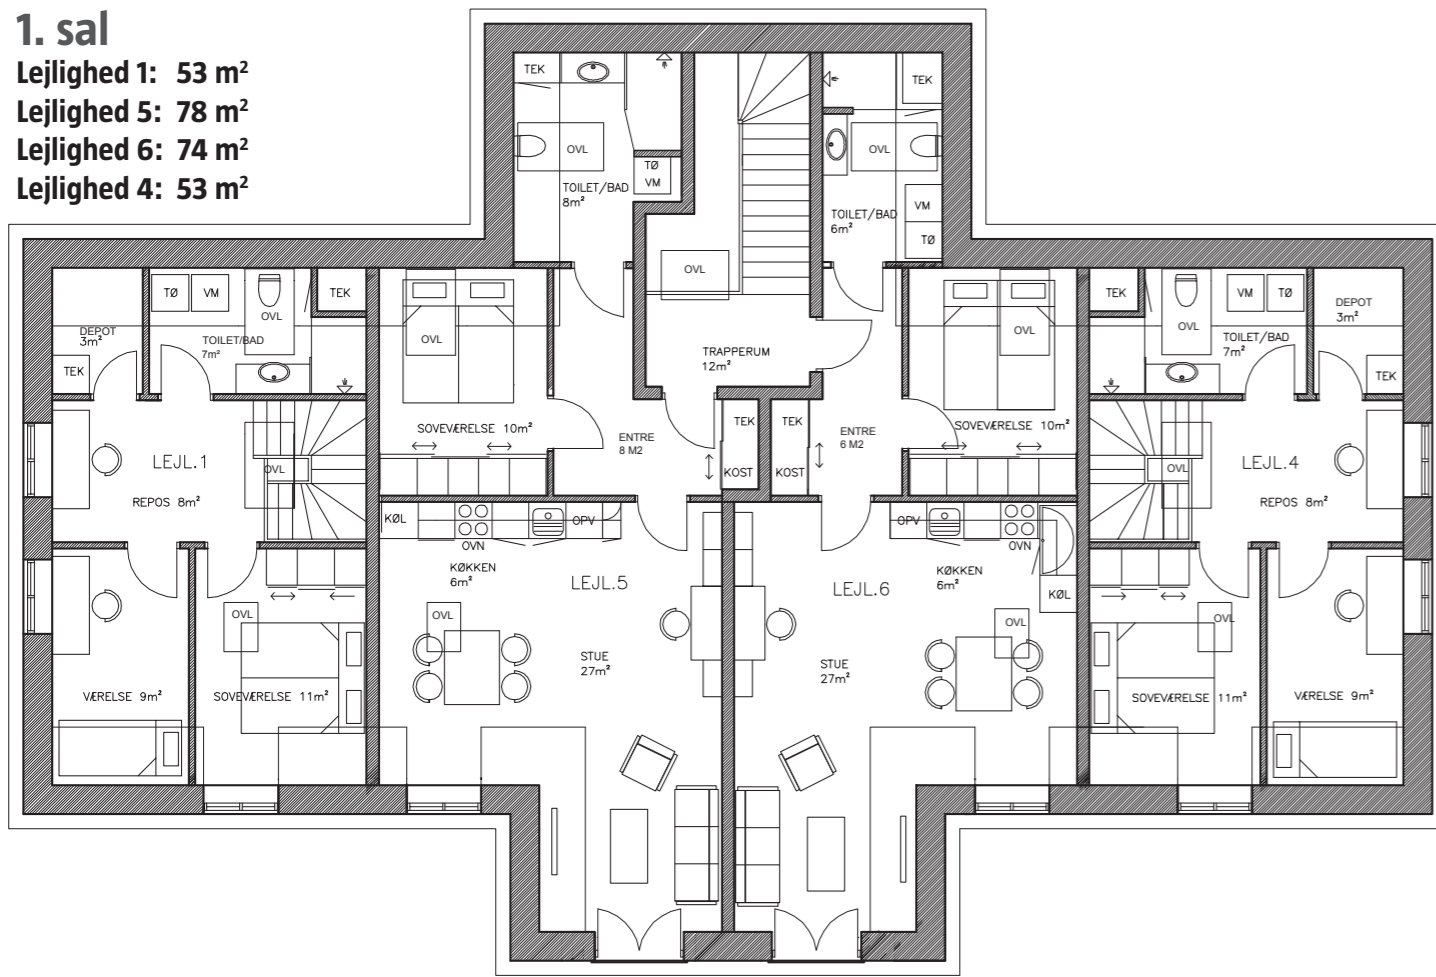 1. sal
Lejlighed 1: 53 m²
Lejlighed 5: 78 m²
Lejlighed 6: 74 m²
Lejlighed 4: 53 m²
TEK
OVL
TØ
VM
TOILET/BAD
8m²
TEK
OVL
VM
TØ
TOILET/BAD
6m²
OVL
TRAPPERUM
12m²
DEPOT
3m²
TEK
TØ
VM
OVL
TOILET/BAD
7m²
TEK
OVL
SOVEVÆRELSE 10m²
ENTRE
8 M2
TEK
KOST
TEK
KOST
ENTRE
6 M2
OVL
SOVEVÆRELSE 10m²
TEK
OVL
VM
TØ
TOILET/BAD
7m²
DEPOT
3m²
TEK
LEJL.1
REPOS 8m²
OVL
OVL
LEJL.4
REPOS 8m²
KØL
OVN
OPV
KØKKEN
6m²
LEJL.5
OVL
STUE
27m²
OPV
OVN
KØKKEN
6m²
KØL
LEJL.6
OVL
STUE
27m²
VÆRELSE 9m²
OVL
SOVEVÆRELSE 11m²
OVL
SOVEVÆRELSE 11m²
VÆRELSE 9m²